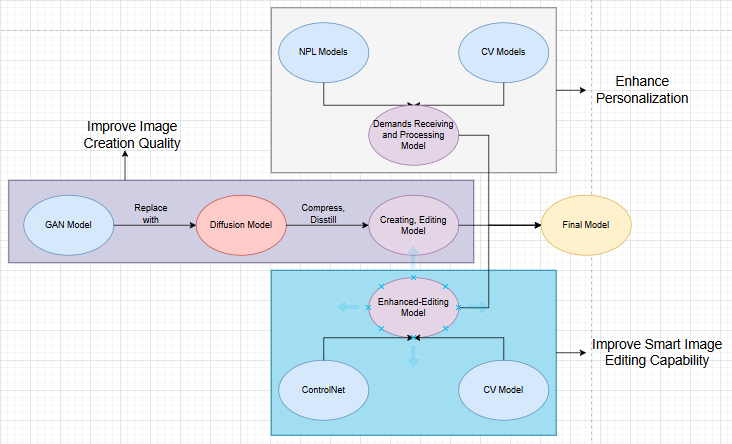 NPL Models
CV Models
Enhance
Personalization
Demands Receiving
and Processing
Model
Improve Image
Creation Quality
GAN Model
Replace
with
Diffusion Model
Compress,
Disstill
Creating, Editing
Model
Final Model
Enhanced-Editing
Model
Improve Smart Image
Editing Capability
ControlNet
CV Model